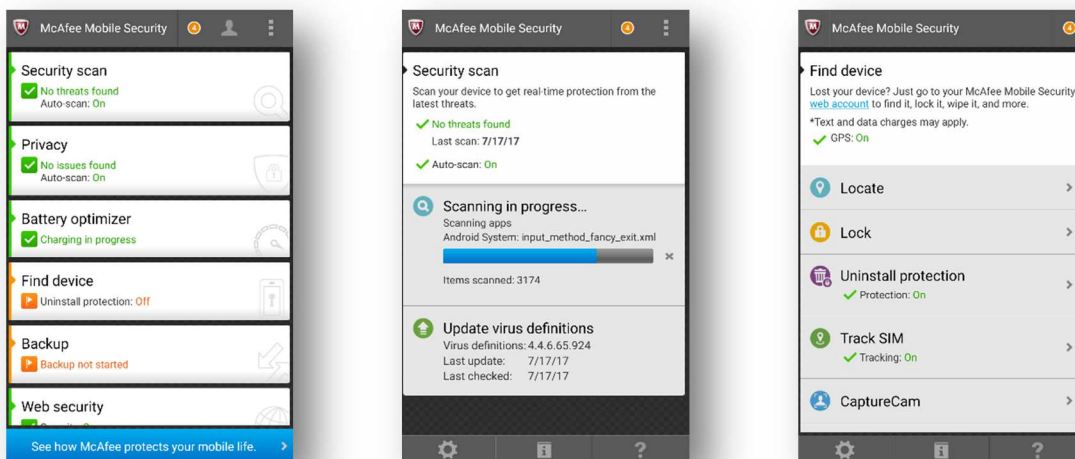 McAfee Mobile Security 4
Security scan
No threats found
Auto-scan: On
Privacy
No issues found
Auto-scan: On
Battery optimizer
Charging in progress
Find device
Uninstall protection: Off
Backup
Backup not started
Web security
See how McAfee protects your mobile life.
McAfee Mobile Security 4
Security scan
Scan your device to get real-time protection from the
latest threats.
No threats found
Last scan: 7/17/17
Auto-scan: On
Scanning in progress...
Scanning apps
Android System: input_method_fancy_exit.xml
Items scanned: 3174
Update virus definitions
Virus definitions: 4.4.6.65.924
Last update: 7/17/17
Last checked: 7/17/17
?
McAfee Mobile Security 4
Find device
Lost your device? Just go to your McAfee Mobile Security
web account to find it, lock it, wipe it, and more.
*Text and data charges may apply.
GPS: On
Locate
Lock
Uninstall protection
Protection: On
Track SIM
Tracking: On
CaptureCam
?